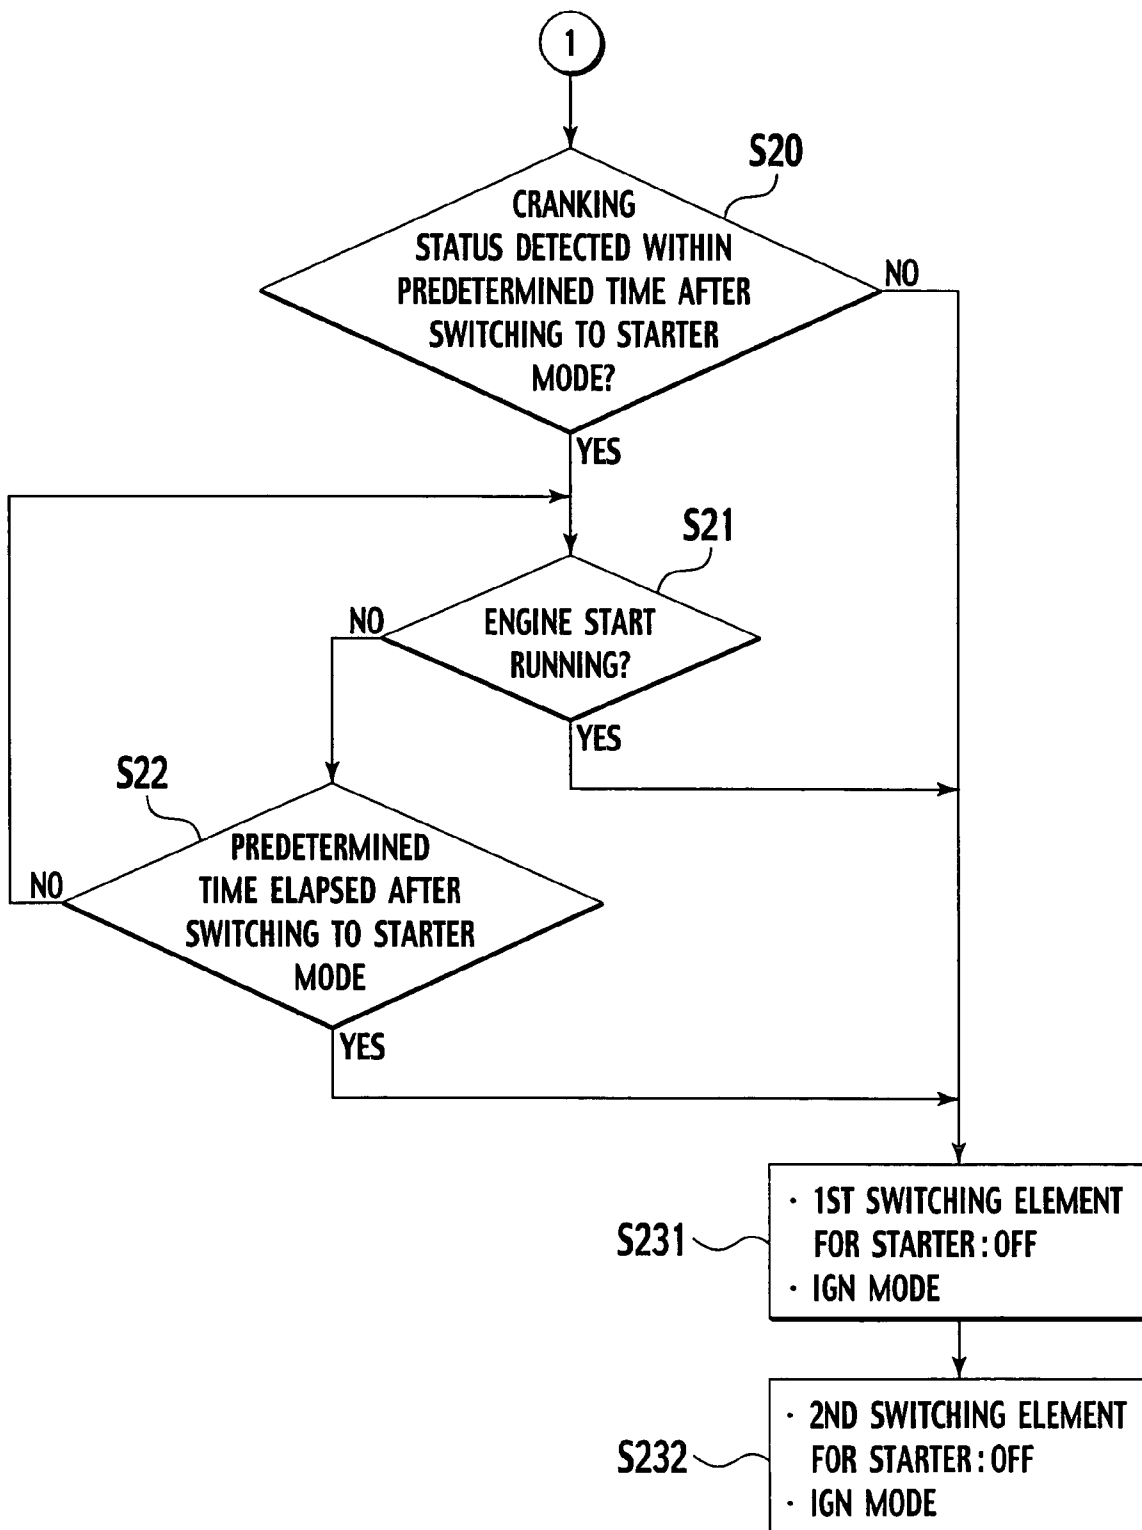 1
S20
CRANKING
STATUS DETECTED WITHIN
PREDETERMINED TIME AFTER
SWITCHING TO STARTER
MODE?
NO
YES
S21
ENGINE START
RUNNING?
NO
YES
S22
PREDETERMINED
TIME ELAPSED AFTER
SWITCHING TO STARTER
MODE
NO
YES
S231
· 1ST SWITCHING ELEMENT
FOR STARTER:OFF
· IGN MODE
S232
· 2ND SWITCHING ELEMENT
FOR STARTER:OFF
· IGN MODE